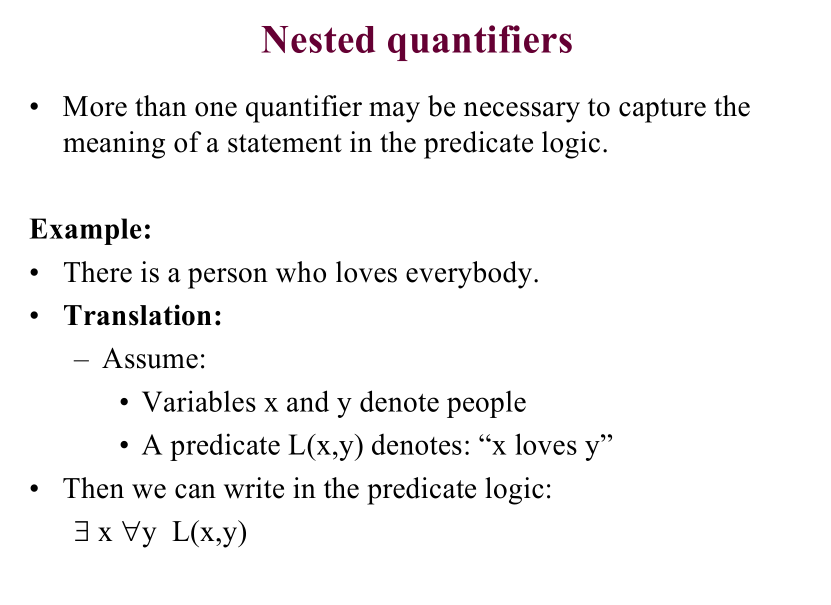 Nested quantifiers
• More than one quantifier may be necessary to capture the
meaning of a statement in the predicate logic.
Example:
• There is a person who loves everybody.
• Translation:
– Assume:
• Variables x and y denote people
• A predicate L(x,y) denotes: “x loves y”
• Then we can write in the predicate logic:
∃ x ∀y L(x,y)